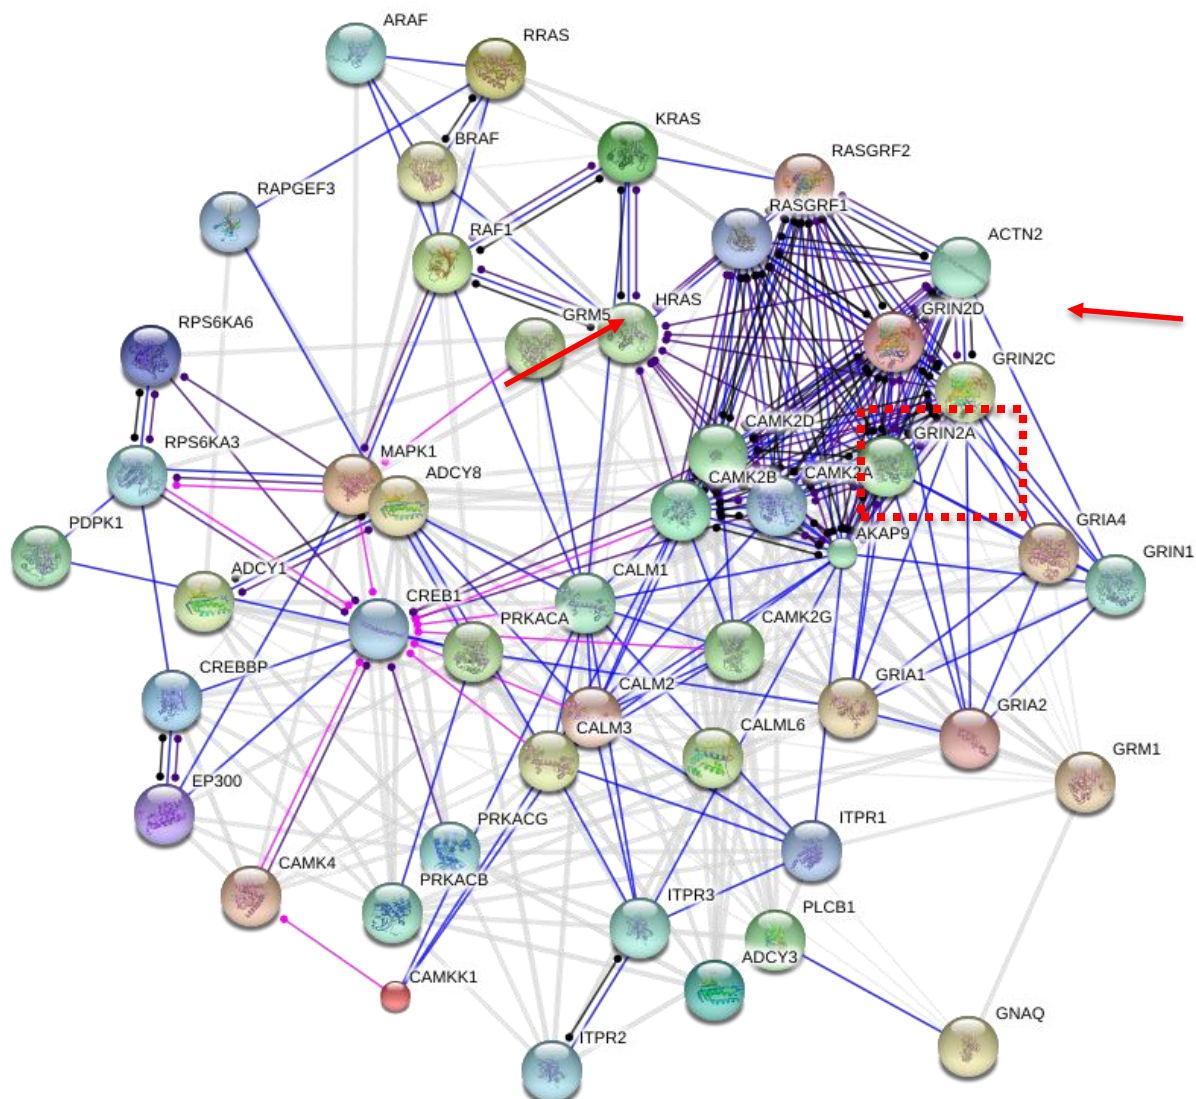 ARAF
RRAS
KRAS
BRAF
RASGRF2
RAPGEF3
RASGRF1
RAF1
ACTN2
HRAS
GRIN2D
GRM5
RPS6KA6
GRIN2C
CAMK2D
GRIN2A
RPS6KA3
MAPK1
ADCY8
CAMK2B
CAMK2A
PDPK1
GRIA4
AKAP9
GRIN1
ADCY1
CALM1
CREB1
PRKACA
CAMK2G
CREBBP
CALM2
GRIA1
CALM3
CALML6
GRIA2
GRM1
EP300
PRKACG
ITPR1
CAMK4
PRKACB
ITPR3
PLCB1
ADCY3
CAMKK1
GNAQ
ITPR2